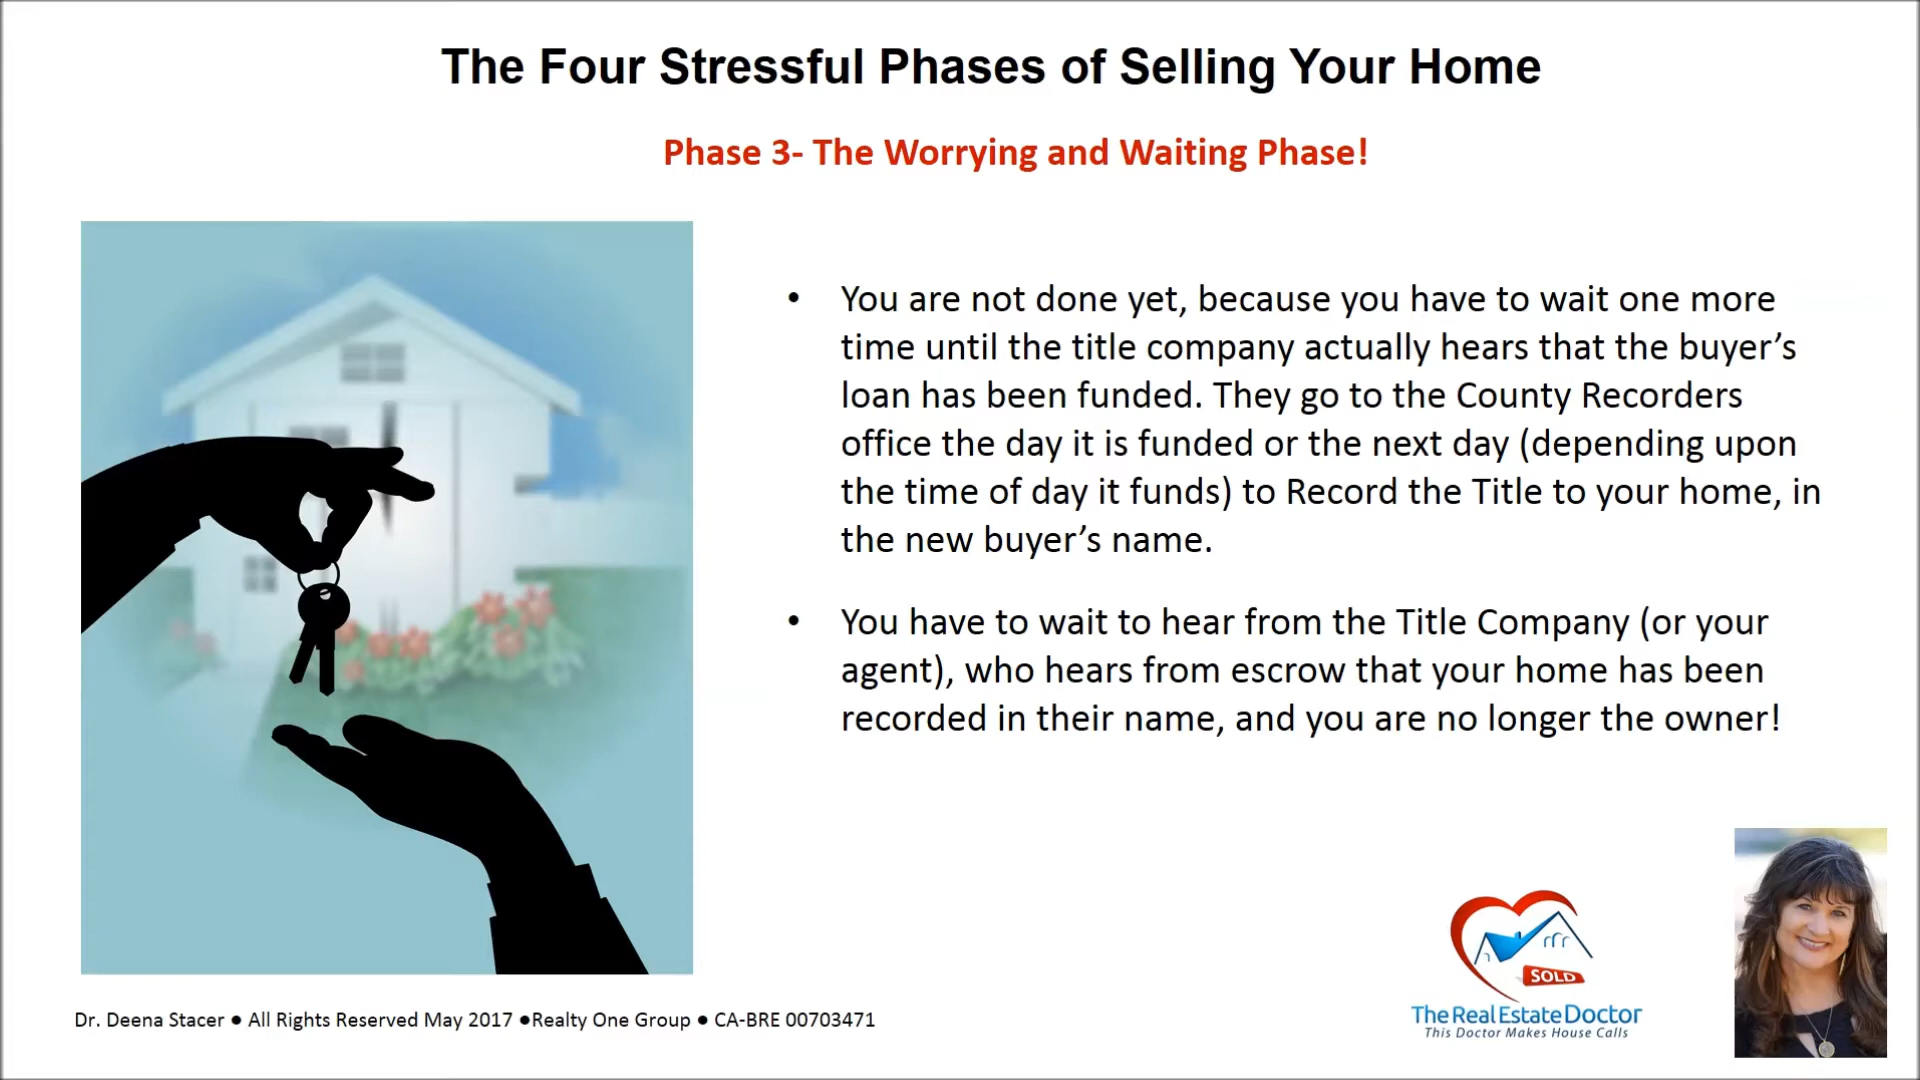 The Four Stressful Phases of Selling Your Home
Phase 3- The Worrying and Waiting Phase!
• You are not done yet, because you have to wait one more
time until the title company actually hears that the buyer’s
loan has been funded. They go to the County Recorders
office the day it is funded or the next day (depending upon
the time of day it funds) to Record the Title to your home, in
the new buyer’s name.
• You have to wait to hear from the Title Company (or your
agent), who hears from escrow that your home has been
recorded in their name, and you are no longer the owner!
SOLD
TheRealEstateDoctor
This Doctor Makes House Calls
Dr. Deena Stacer ● All Rights Reserved May 2017 ●Realty One Group ● CA-BRE 00703471